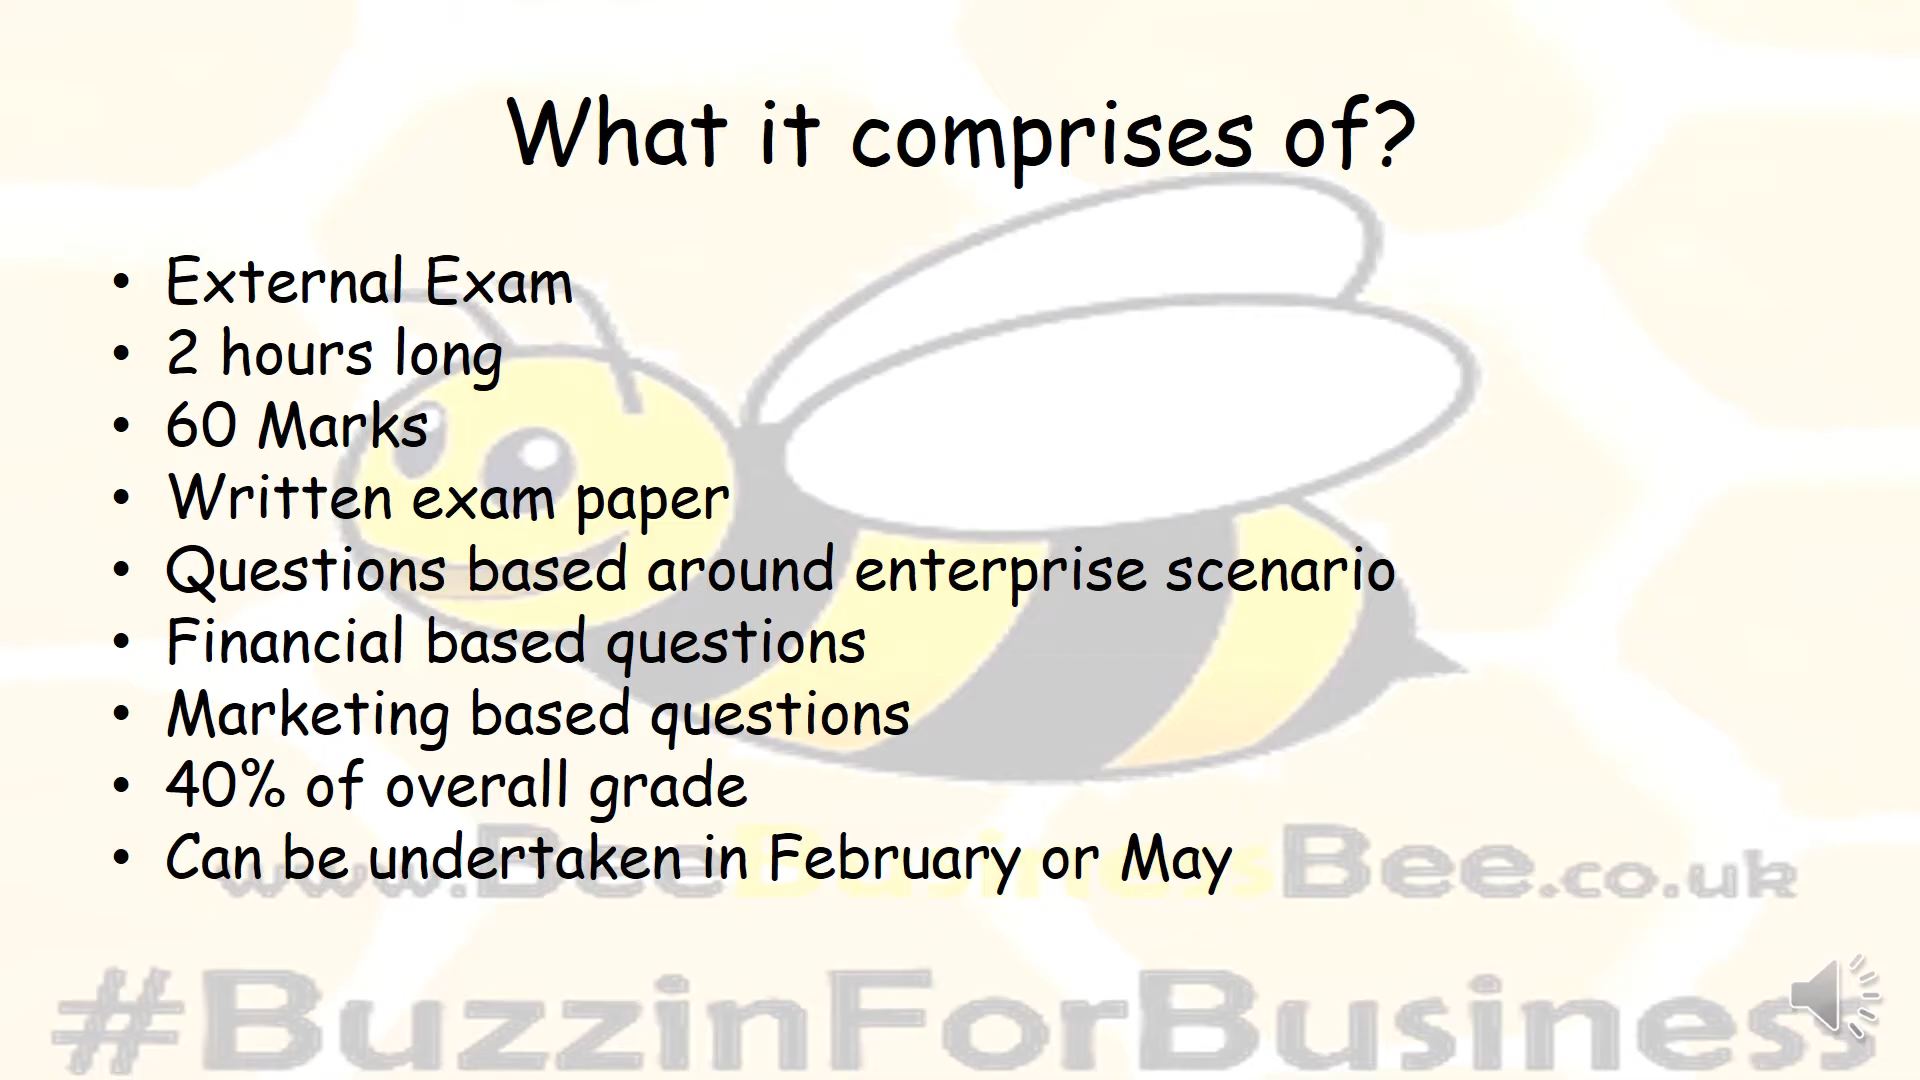 What it comprises of?
• External Exam
• 2 hours long
• 60 Marks
• Written exam paper
• Questions based around enterprise scenario
• Financial based questions
• Marketing based questions
• 40% of overall grade
• Can be undertaken in February or May
www.BeeBusinessBee.co.uk
#BuzzinForBusiness